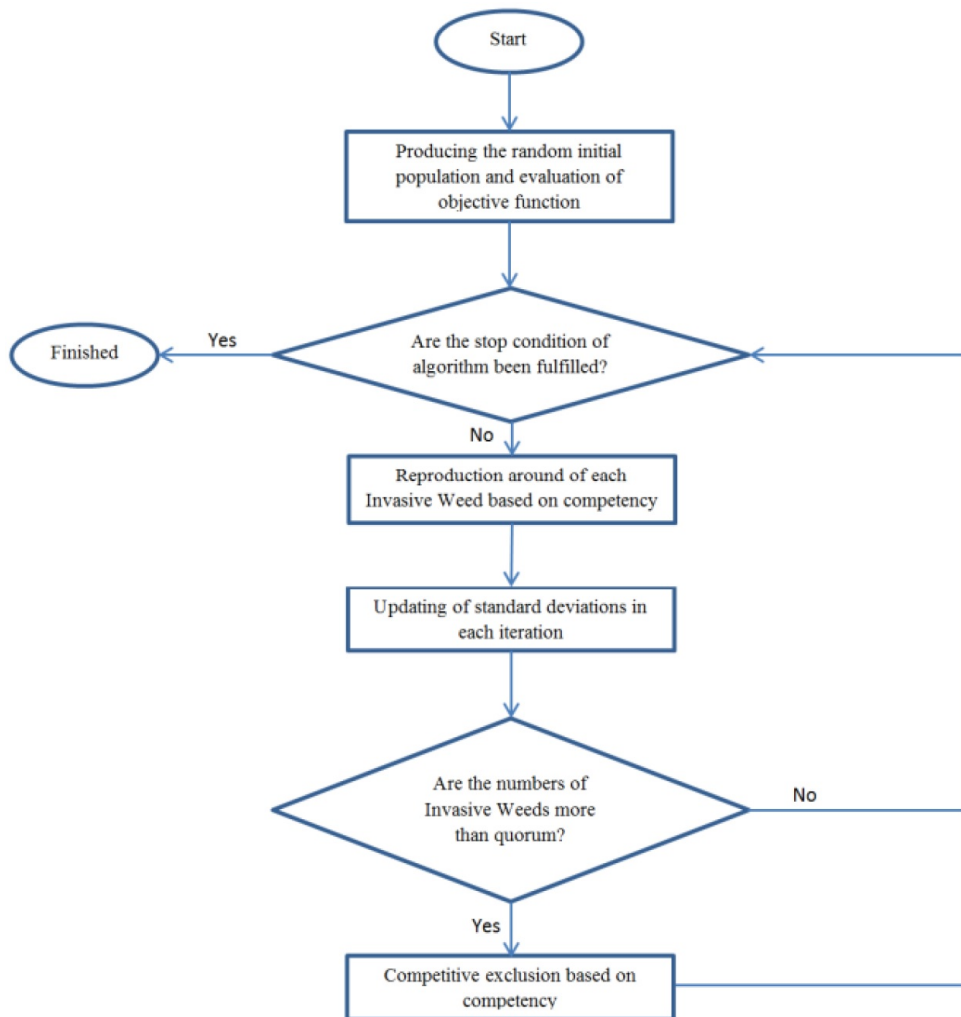 Start
Producing the random initial
population and evaluation of
objective function
Are the stop condition of
algorithm been fulfilled?
Yes
Finished
No
Reproduction around of each
Invasive Weed based on competency
Updating of standard deviations in
each iteration
Are the numbers of
Invasive Weeds more
than quorum?
No
Yes
Competitive exclusion based on
competency